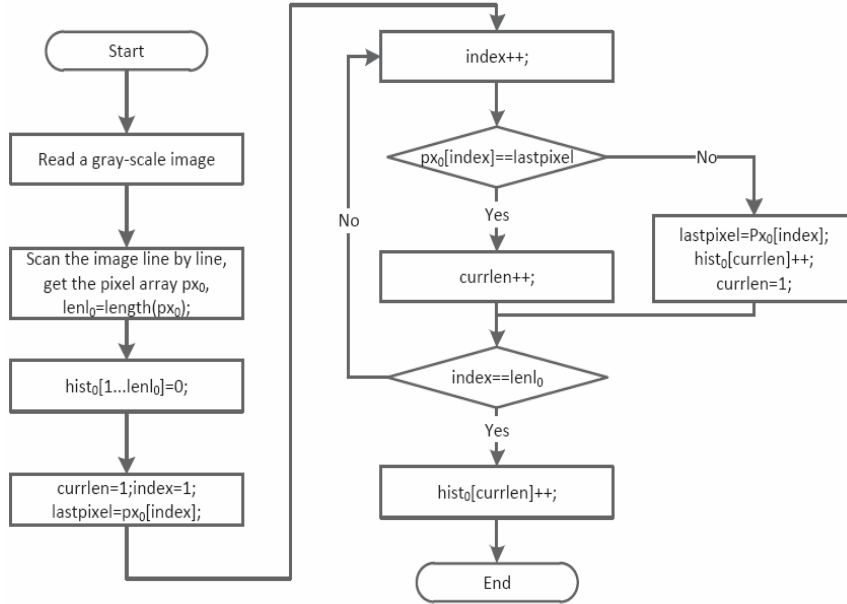 Start
Read a gray-scale image
Scan the image line by line,
get the pixel array px₀,
lenl₀=length(px₀);
hist₀[1...lenl₀]=0;
currlen=1;index=1;
lastpixel=px₀[index];
index++;
px₀[index]==lastpixel
No
Yes
No
lastpixel=Px₀[index];
hist₀[currlen]++;
currlen=1;
currlen++;
index==lenl₀
Yes
hist₀[currlen]++;
End